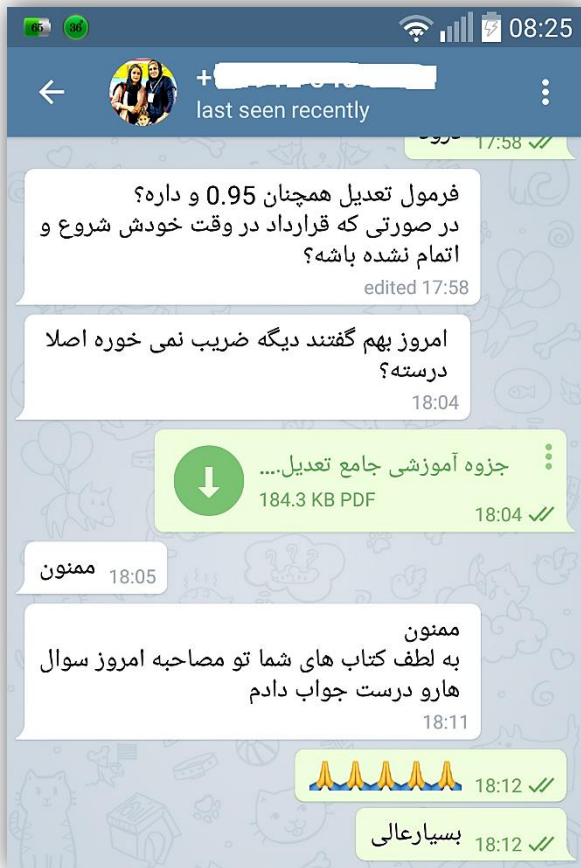 65
36°
08:25
+
last seen recently
17:58
فرمول تعدیل همچنان 0.95 و داره؟
در صورتی که قرارداد در وقت خودش شروع و
اتمام نشده باشه؟
edited 17:58
امروز بهم گفتند دیگه ضریب نمی خوره اصلا
درسته؟
18:04
جزوه آموزشی جامع تعدیل....
184.3 KB PDF
18:04
ممنون 18:05
ممنون
به لطف کتاب های شما تو مصاحبه امروز سوال
هارو درست جواب دادم
18:11
🙏🙏🙏🙏🙏 18:12
بسیارعالی 18:12